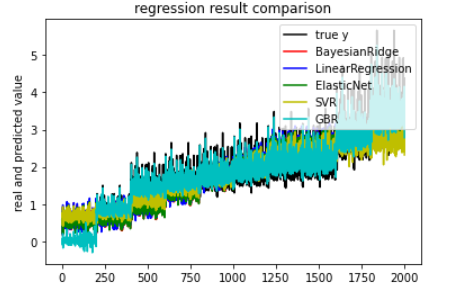 regression result comparison
real and predicted value
5
4
3
2
1
0
true y
BayesianRidge
LinearRegression
ElasticNet
SVR
GBR
0 250 500 750 1000 1250 1500 1750 2000